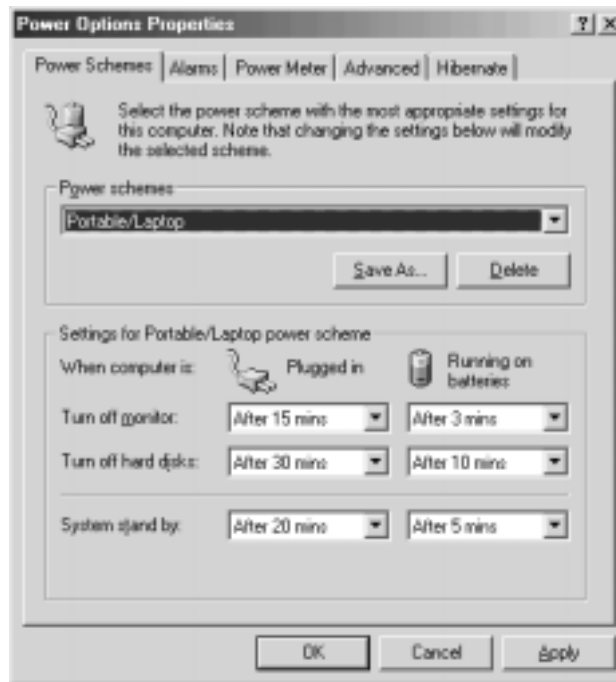 Power Options Properties
Power Schemes Alarms Power Meter Advanced Hibernate
Select the power scheme with the most appropriate settings for
this computer. Note that changing the settings below will modify
the selected scheme.
Power schemes
Portable/Laptop
Save As... Delete
Settings for Portable/Laptop power scheme
When computer is: Plugged in Running on
batteries
Turn off monitor: After 15 mins After 3 mins
Turn off hard disks: After 30 mins After 10 mins
System stand by: After 20 mins After 5 mins
OK Cancel Apply